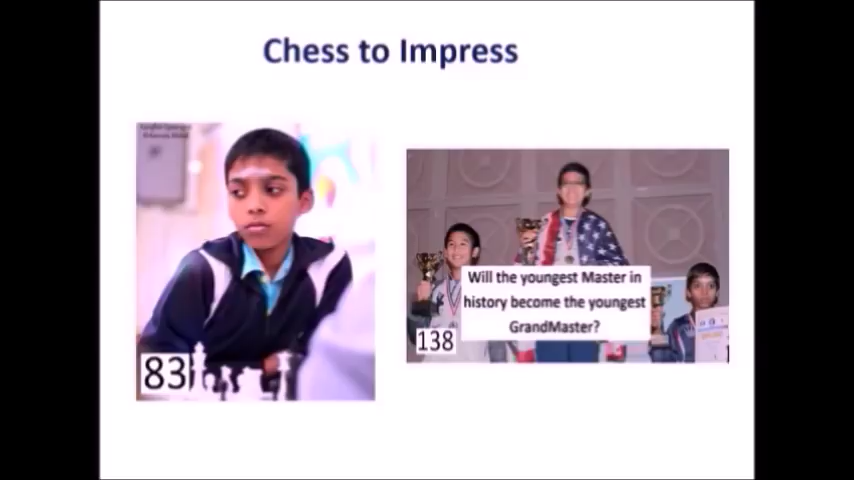 Chess to Impress
83
138
Will the youngest Master in
history become the youngest
GrandMaster?